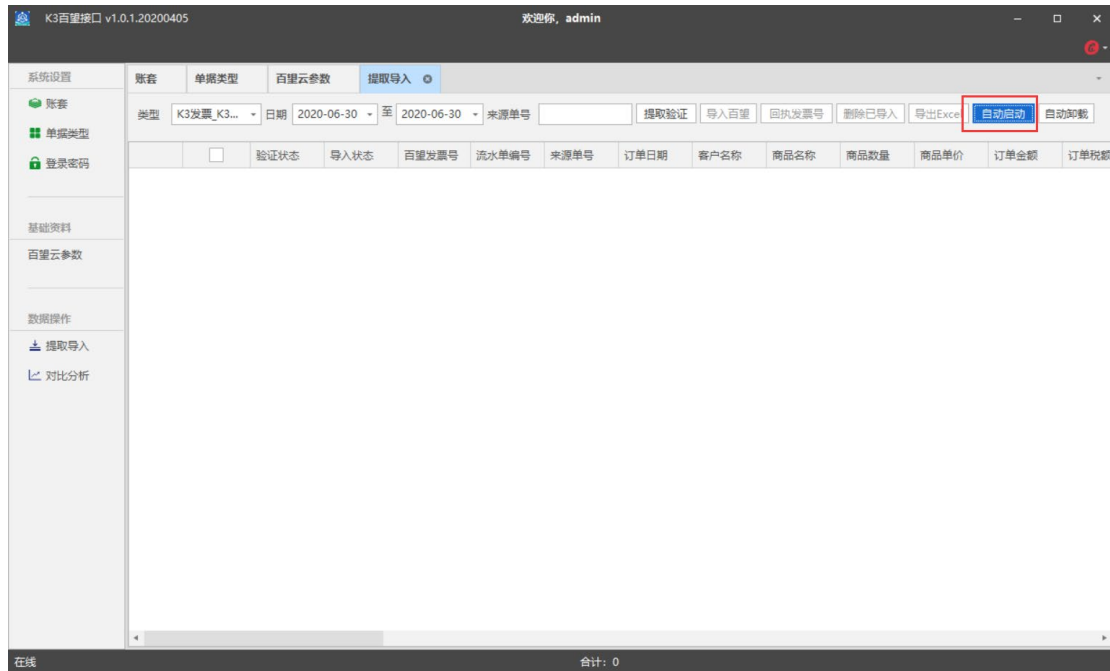 K3百望接口 v1.0.1.20200405 欢迎你，admin
系统设置 账套 单据类型 百望云参数 提取导入
账套 类型 K3发票_K3... 日期 2020-06-30 至 2020-06-30 来源单号 提取验证 导入百望 回执发票号 删除已导入 导出Excel 自动启动 自动卸载
单据类型
登录密码 验证状态 导入状态 百望发票号 流水单编号 来源单号 订单日期 客户名称 商品名称 商品数量 商品单价 订单金额 订单税额
基础资料
百望云参数
数据操作
提取导入
对比分析
在线 合计：0